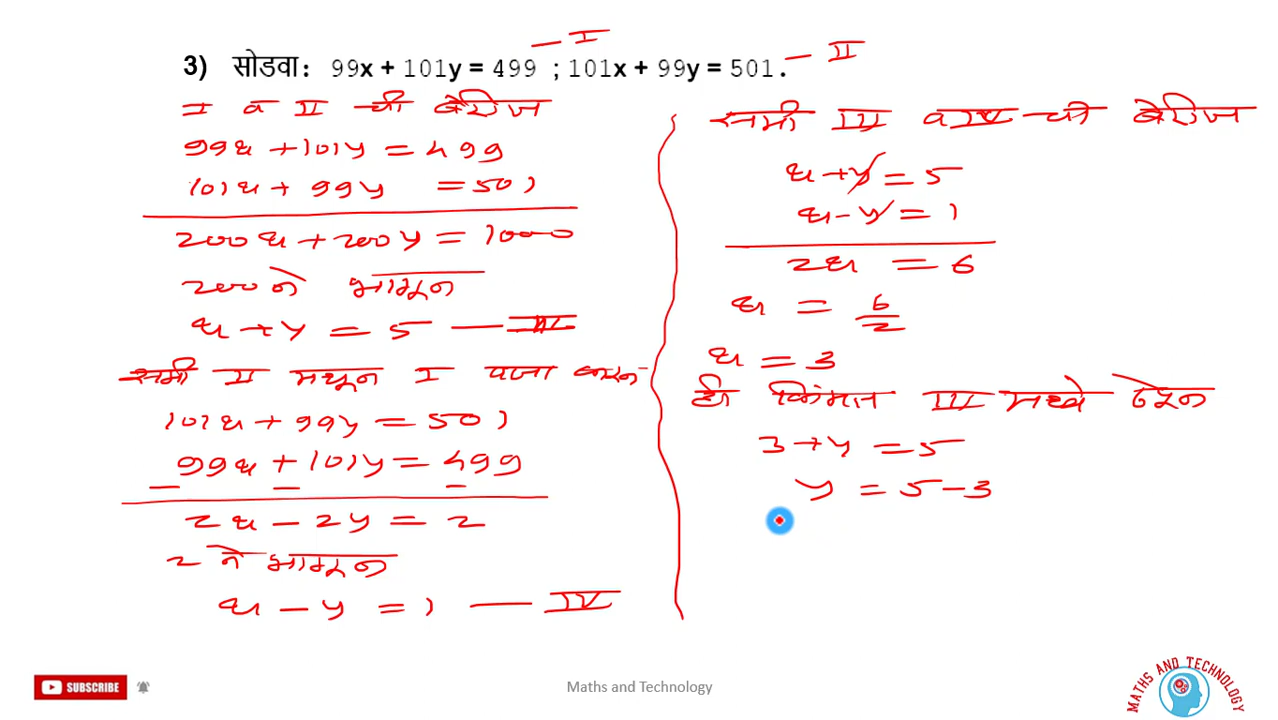 3) सोडवा: 99x + 101y = 499 ; 101x + 99y = 501. — I — II
I व II ची बेरीज
99x + 101y = 499
101x + 99y = 501
200x + 200y = 1000
200 ने भागून
x + y = 5 — III
समी II मधून I वजा करून
101x + 99y = 501
99x + 101y = 499
— — —
2x - 2y = 2
2 ने भागून
x - y = 1 — IV
समी III व IV ची बेरीज
x + y = 5
x - y = 1
2x = 6
x = 6/2
x = 3
ही किंमत III मध्ये ठेवून
3 + y = 5
y = 5 - 3
SUBSCRIBE
Maths and Technology
MATHS AND TECHNOLOGY